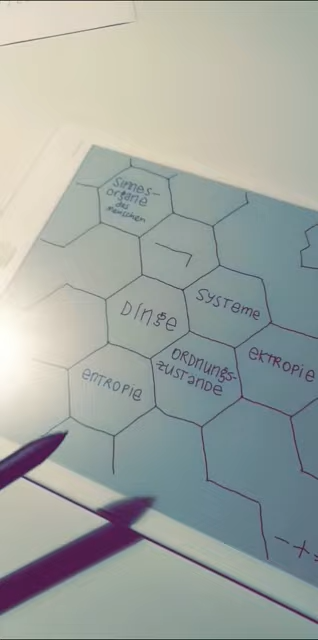 Sinnes-
organe
des
Menschen
¬
Dinge
Systeme
Entropie
Ordnungs-
zustände
Ektropie
-+=